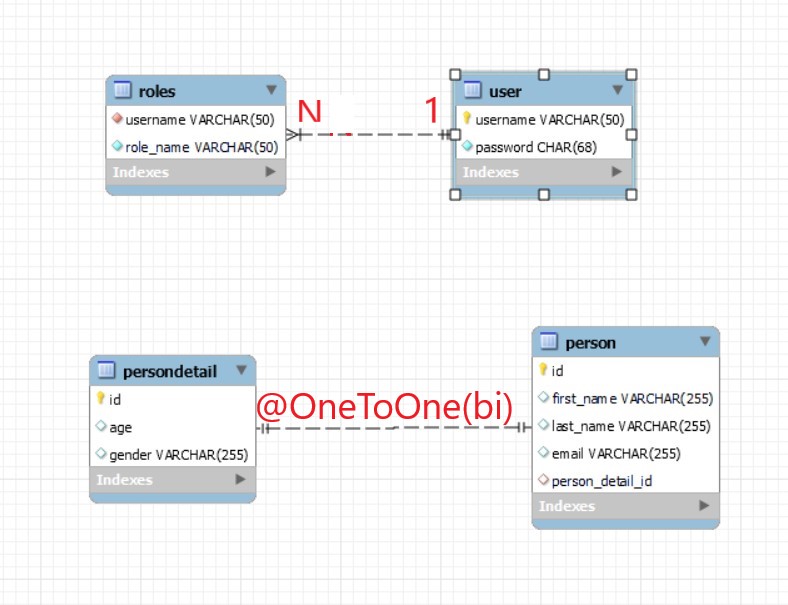 roles
username VARCHAR(50)
role_name VARCHAR(50)
Indexes
N
1
user
username VARCHAR(50)
password CHAR(68)
Indexes
persondetail
id
age
gender VARCHAR(255)
Indexes
@OneToOne(bi)
person
id
first_name VARCHAR(255)
last_name VARCHAR(255)
email VARCHAR(255)
person_detail_id
Indexes